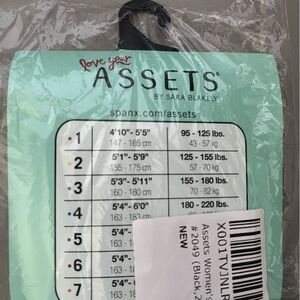 love your
ASSETS®
BY SARA BLAKELY
spanx.com/assets
1 4'10" - 5'5" 95 - 125 lbs.
147 - 165 cm 43 - 57 kg
2 5'1" - 5'9" 125 - 155 lbs.
155 - 175 cm 57 - 70 kg
3 5'3" - 5'11" 155 - 180 lbs.
160 - 180 cm 70 - 82 kg
4 5'4" - 6'0" 180 - 220 lbs.
163 - 183 cm
5 5'4" - 6'
163 - 183
6 5'4"
163
7 5'4"
163 -
X001TVJNLF
Assets Women's
#2049 (Black,
NEW